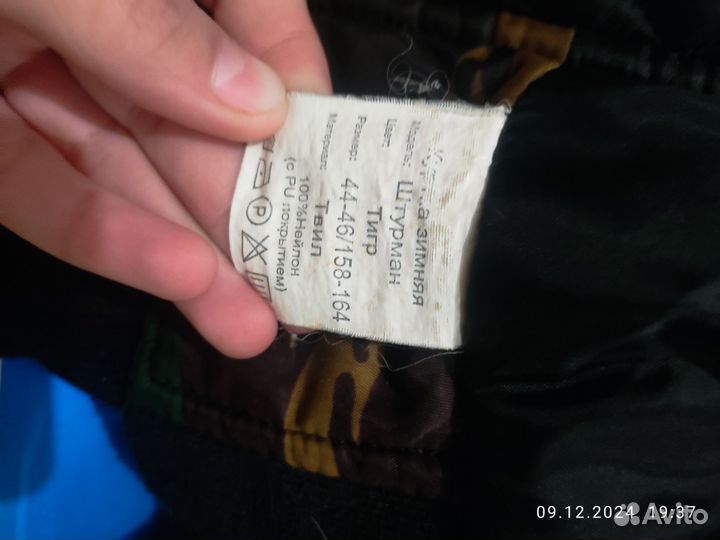 зимняя
Модель: Штурман
Цвет: Тигр
Размер: 44-46/158-164
Материал: Твил
100%Нейлон
(с PU покрытием)
P
09.12.2024 19:37
Avito